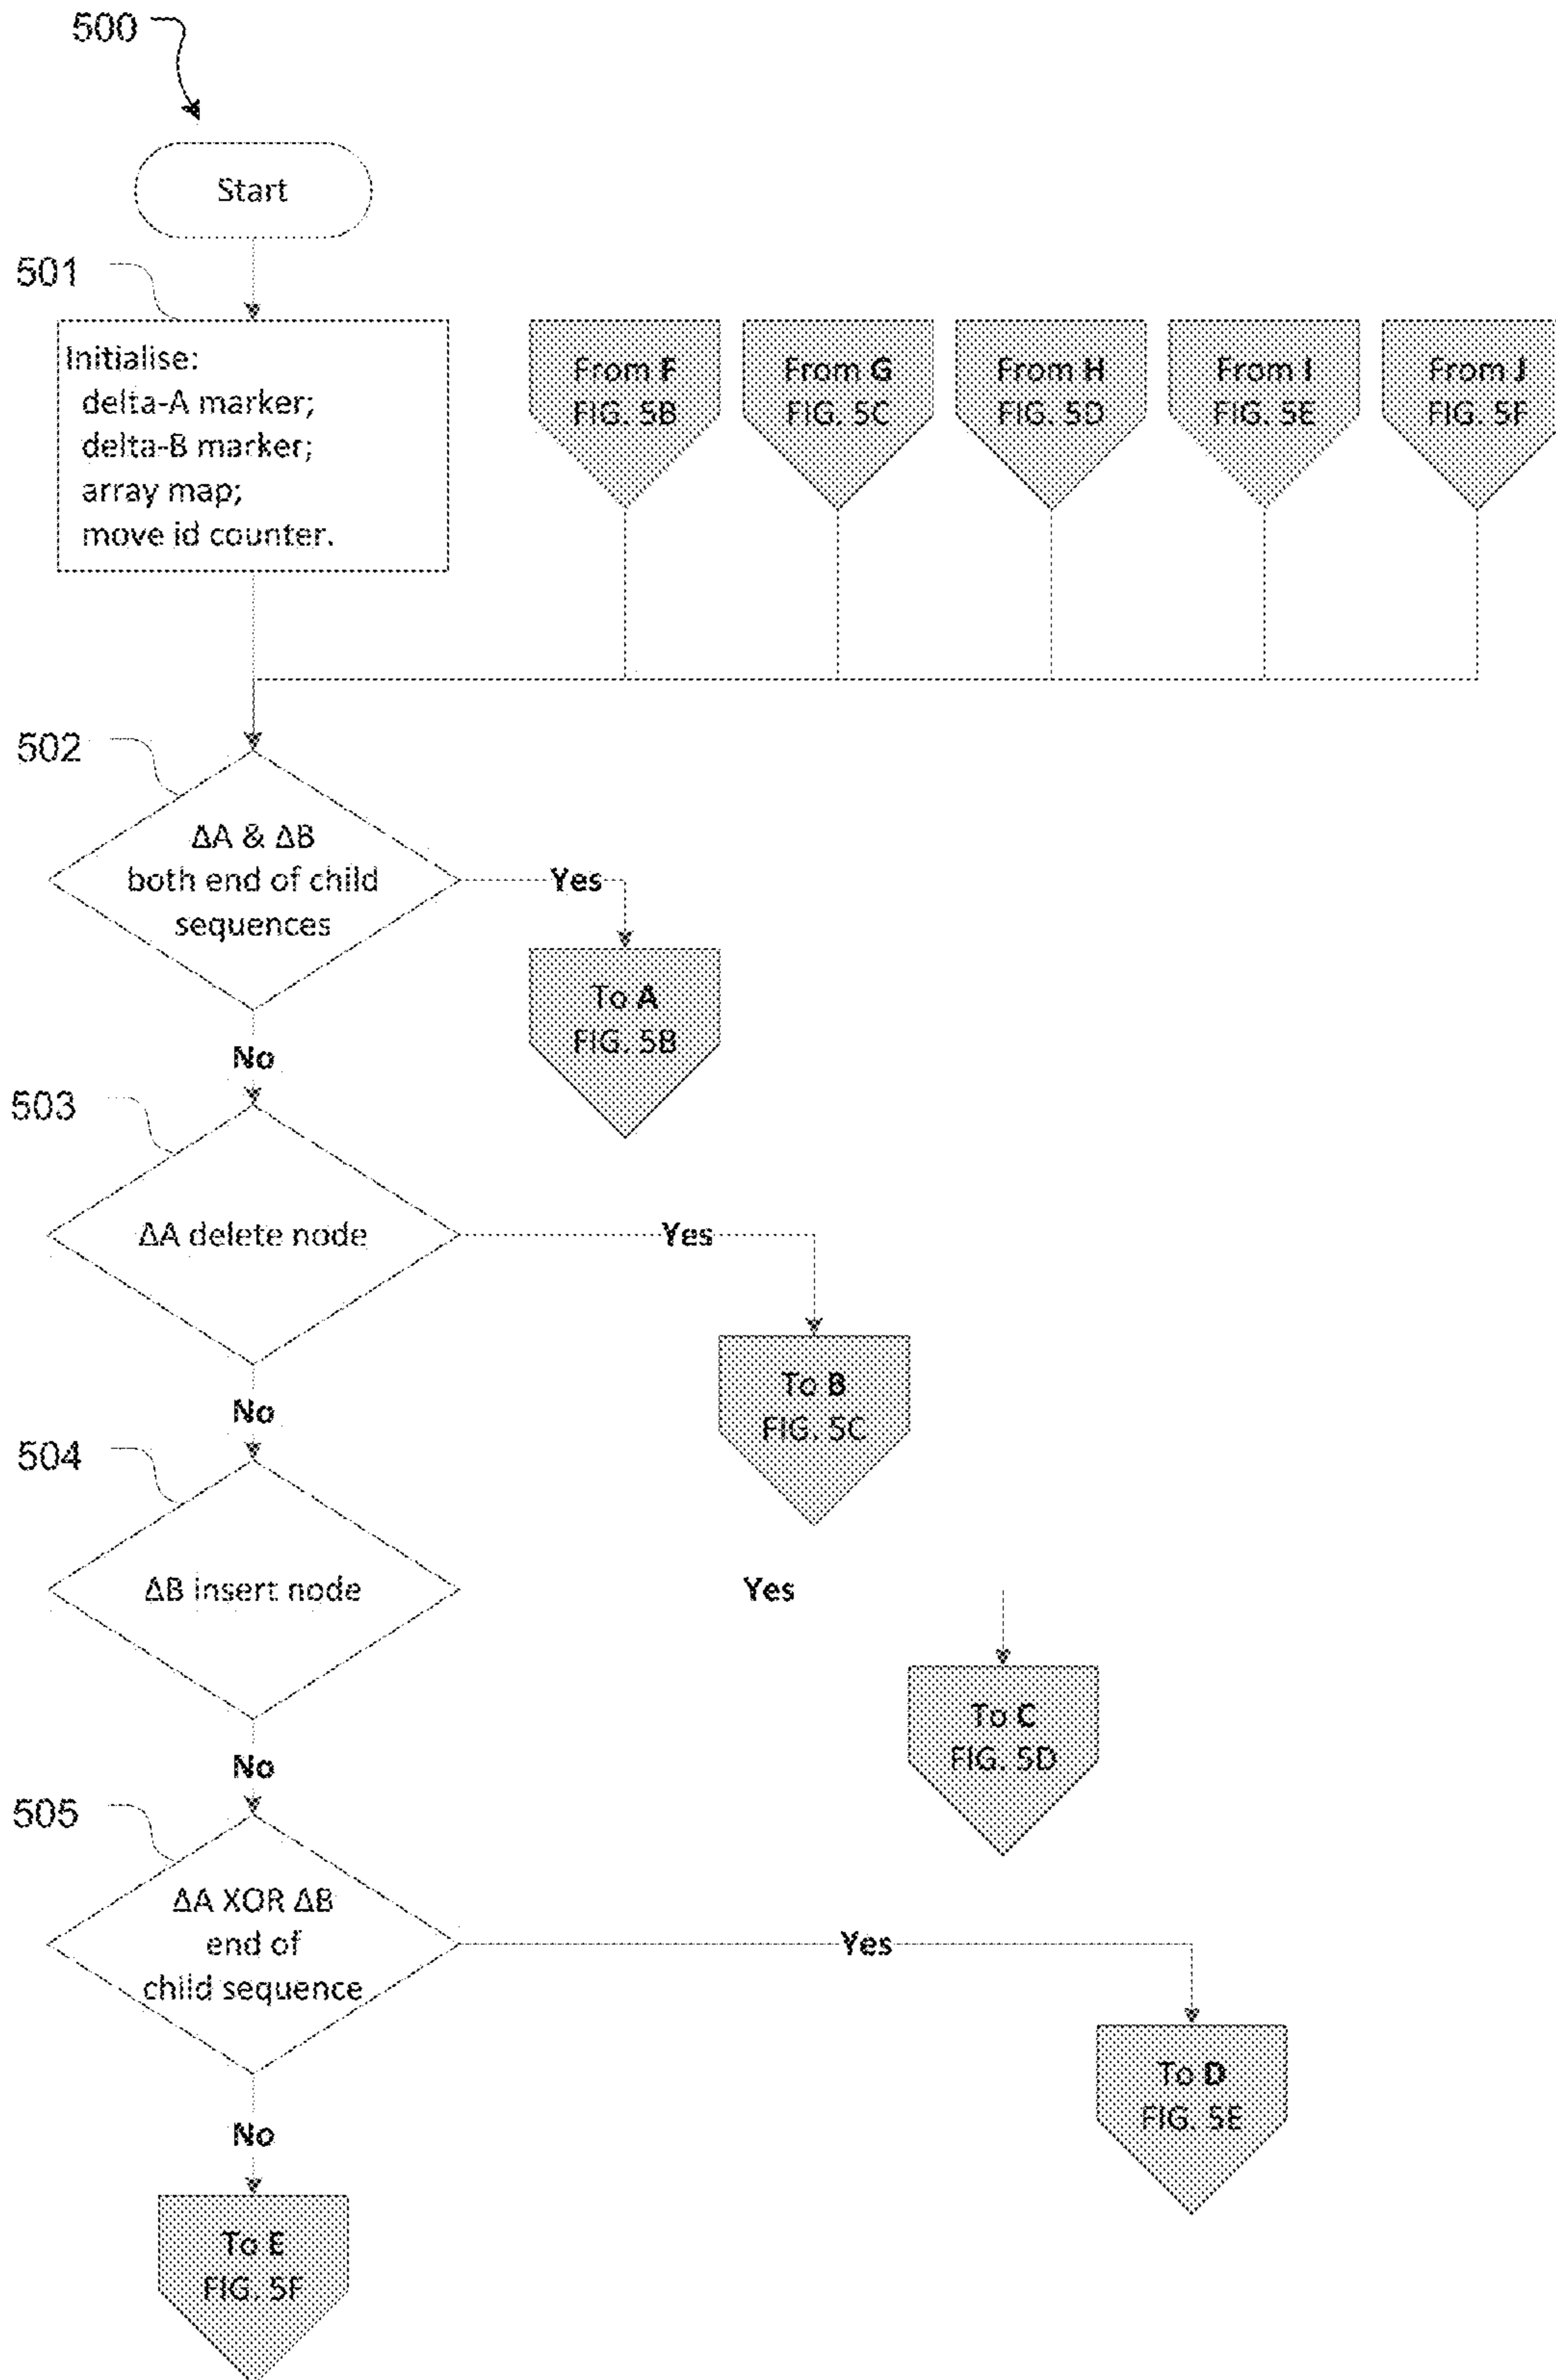 500
Start
501
Initialise:
delta-A marker;
delta-B marker;
array map;
move id counter.
From F
FIG. 5B
From G
FIG. 5C
From H
FIG. 5D
From I
FIG. 5E
From J
FIG. 5F
502
ΔA & ΔB
both end of child
sequences
Yes
To A
FIG. 5B
No
503
ΔA delete node
Yes
To B
FIG. 5C
No
504
ΔB insert node
Yes
To C
FIG. 5D
No
505
ΔA XOR ΔB
end of
child sequence
Yes
To D
FIG. 5E
No
To E
FIG. 5F